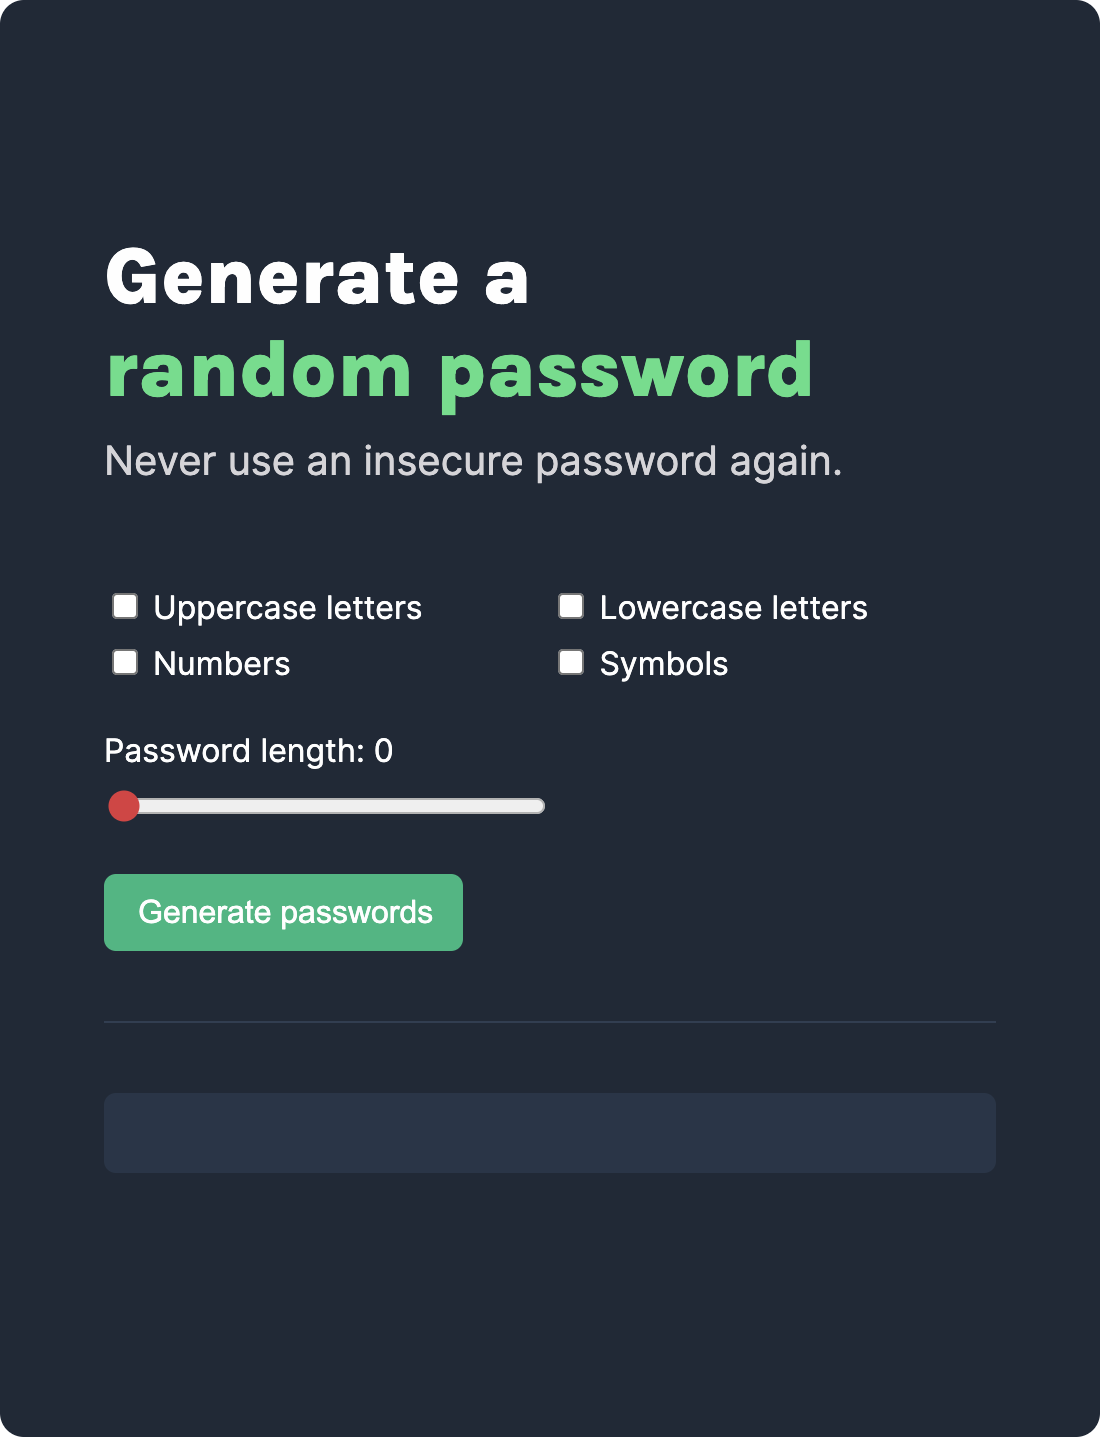 Generate a
random password
Never use an insecure password again.
Uppercase letters
Lowercase letters
Numbers
Symbols
Password length: 0
Generate passwords